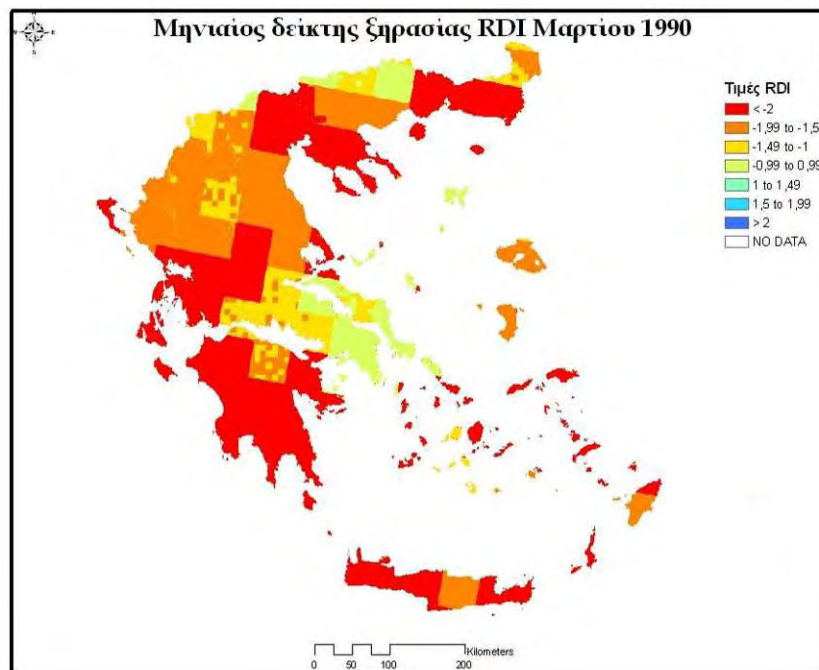 Μηνιαίος δείκτης ξηρασίας RDI Μαρτίου 1990
Τιμές RDI
< -2
-1,99 to -1,5
-1,49 to -1
-0,99 to 0,99
1 to 1,49
1,5 to 1,99
> 2
NO DATA
Kilometers
0 50 100 200